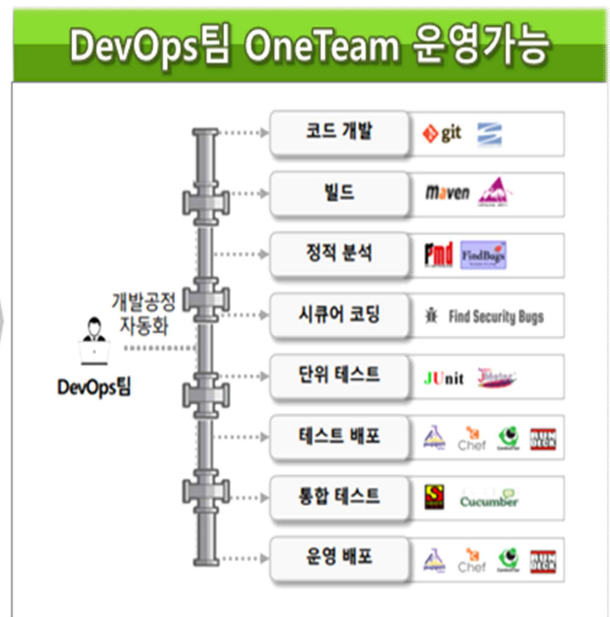 DevOps팀 OneTeam 운영가능
코드 개발
git
빌드
maven
정적 분석
Pmd
FindBugs
개발공정
자동화
DevOps팀
시큐어 코딩
Find Security Bugs
단위 테스트
JUnit
테스트 배포
Chef
RUN
DECK
통합 테스트
Cucumber
운영 배포
Chef
RUN
DECK